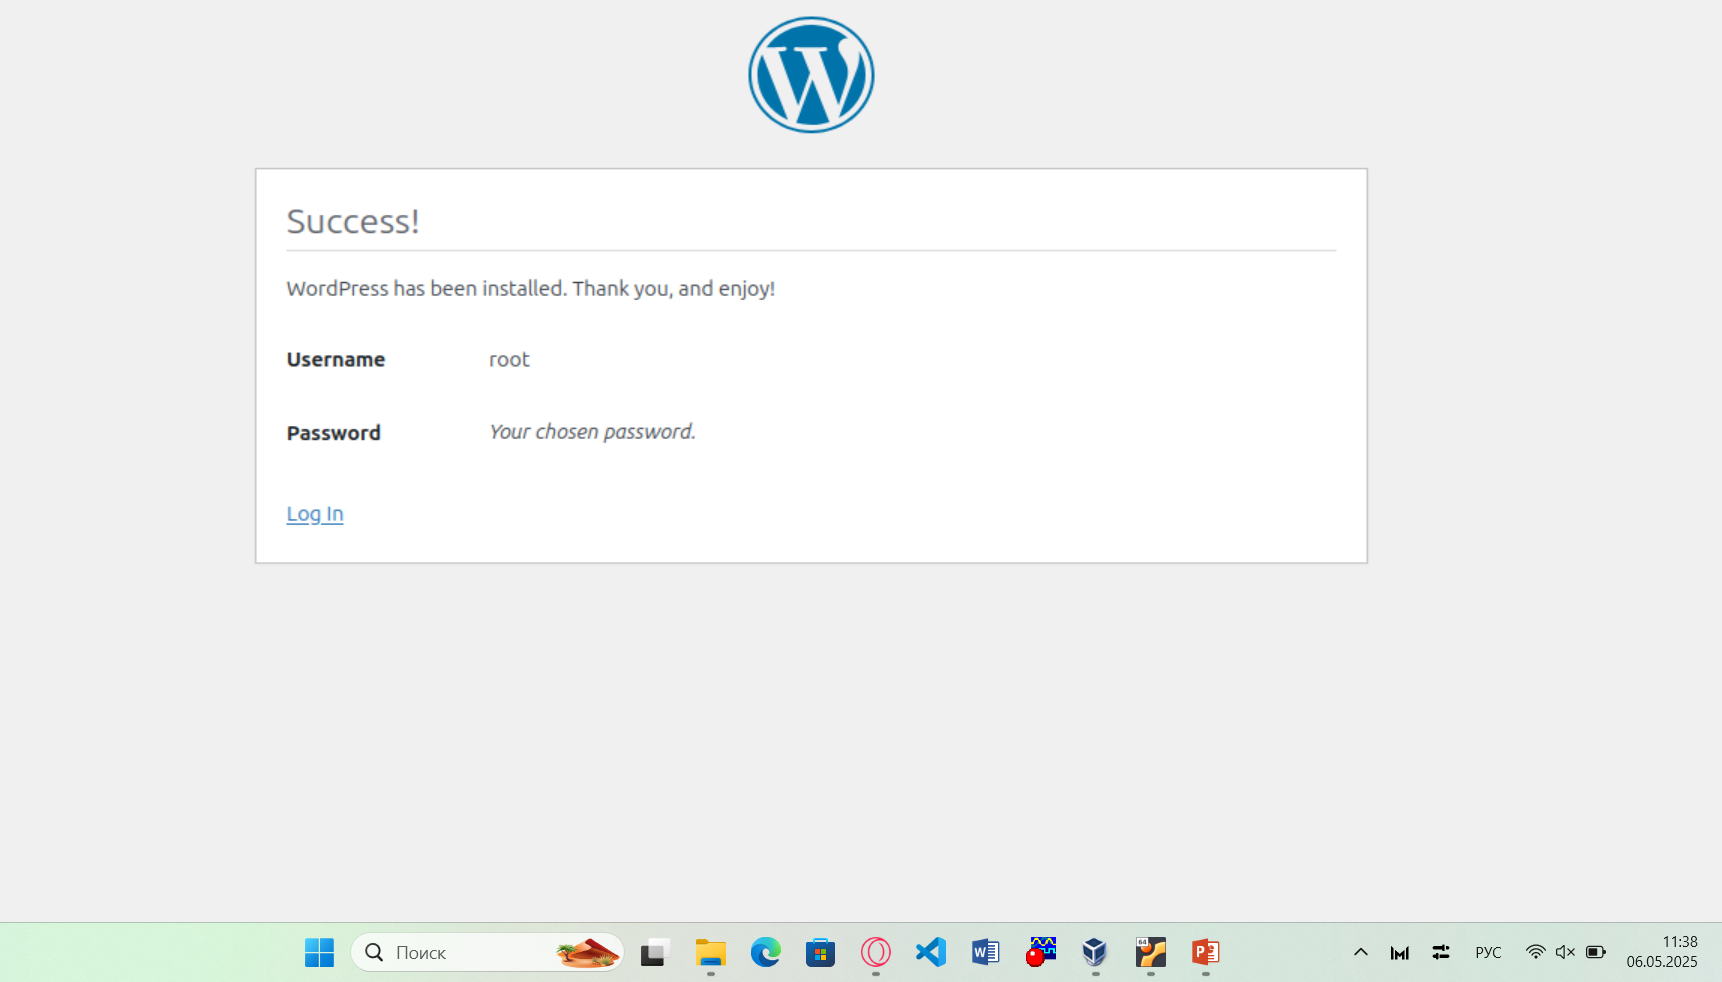 Success!
WordPress has been installed. Thank you, and enjoy!
Username root
Password Your chosen password.
Log In
Поиск
64
РУС
11:38
06.05.2025